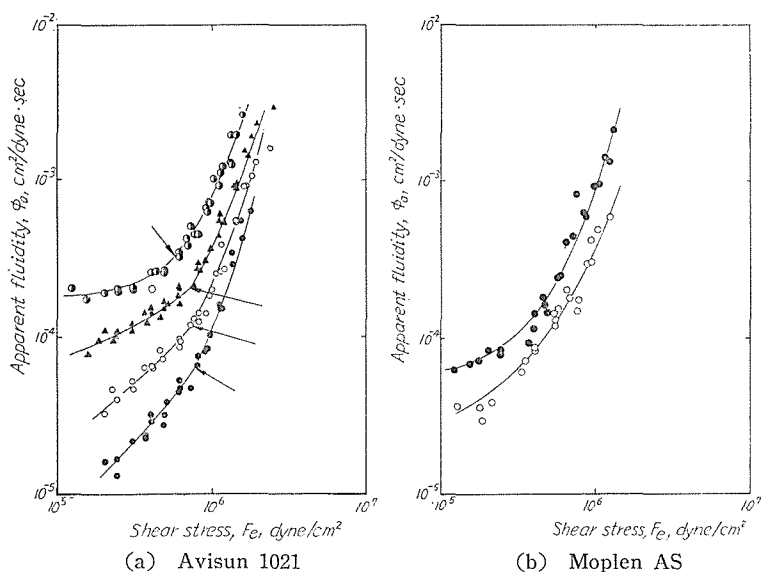 10⁻²
10⁻³
10⁻⁴
10⁻⁵
Apparent fluidity, Φₐ, cm²/dyne·sec
10⁵
10⁶
10⁷
Shear stress, Fₑ, dyne/cm²
(a) Avisun 1021
10⁻²
10⁻³
10⁻⁴
10⁻⁵
Apparent fluidity, Φₐ, cm²/dyne·sec
10⁵
10⁶
10⁷
Shear stress, Fₑ, dyne/cm²
(b) Moplen AS